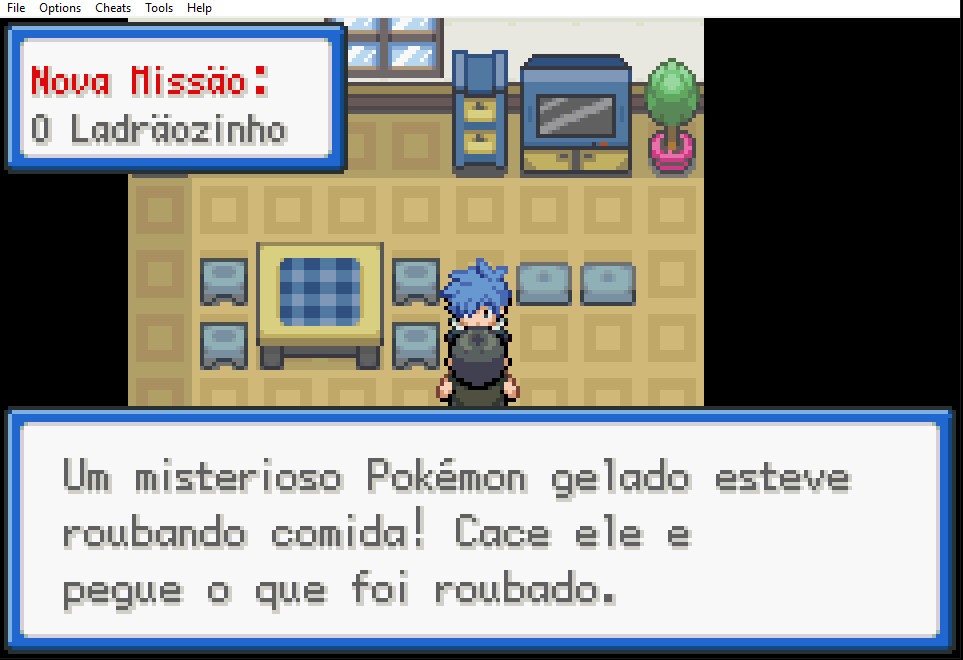 File Options Cheats Tools Help
Nova Missão:
O Ladrãozinho
Um misterioso Pokémon gelado esteve
roubando comida! Cace ele e
pegue o que foi roubado.